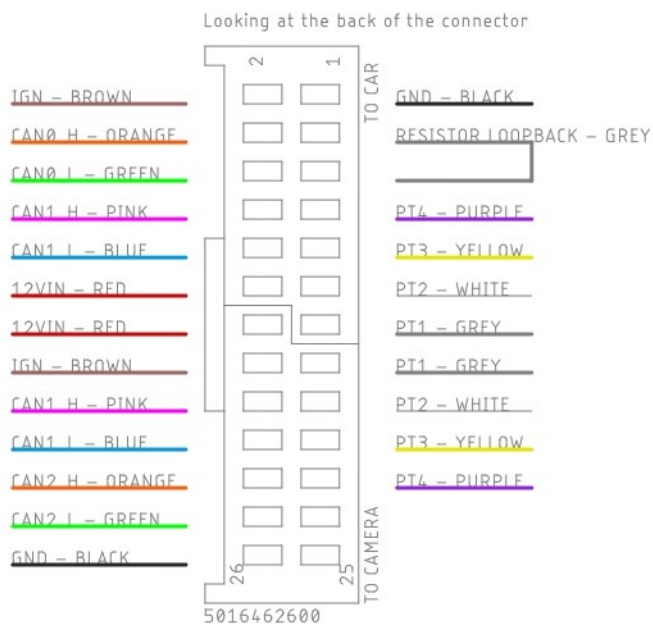 Looking at the back of the connector
2 1
TO CAR
IGN – BROWN
GND – BLACK
CAN0 H – ORANGE
RESISTOR LOOPBACK – GREY
CAN0 L – GREEN
CAN1 H – PINK
PT4 – PURPLE
CAN1 L – BLUE
PT3 – YELLOW
12VIN – RED
PT2 – WHITE
12VIN – RED
PT1 – GREY
IGN – BROWN
PT1 – GREY
CAN1 H – PINK
PT2 – WHITE
CAN1 L – BLUE
PT3 – YELLOW
CAN2 H – ORANGE
PT4 – PURPLE
CAN2 L – GREEN
GND – BLACK
26 25
TO CAMERA
5016462600